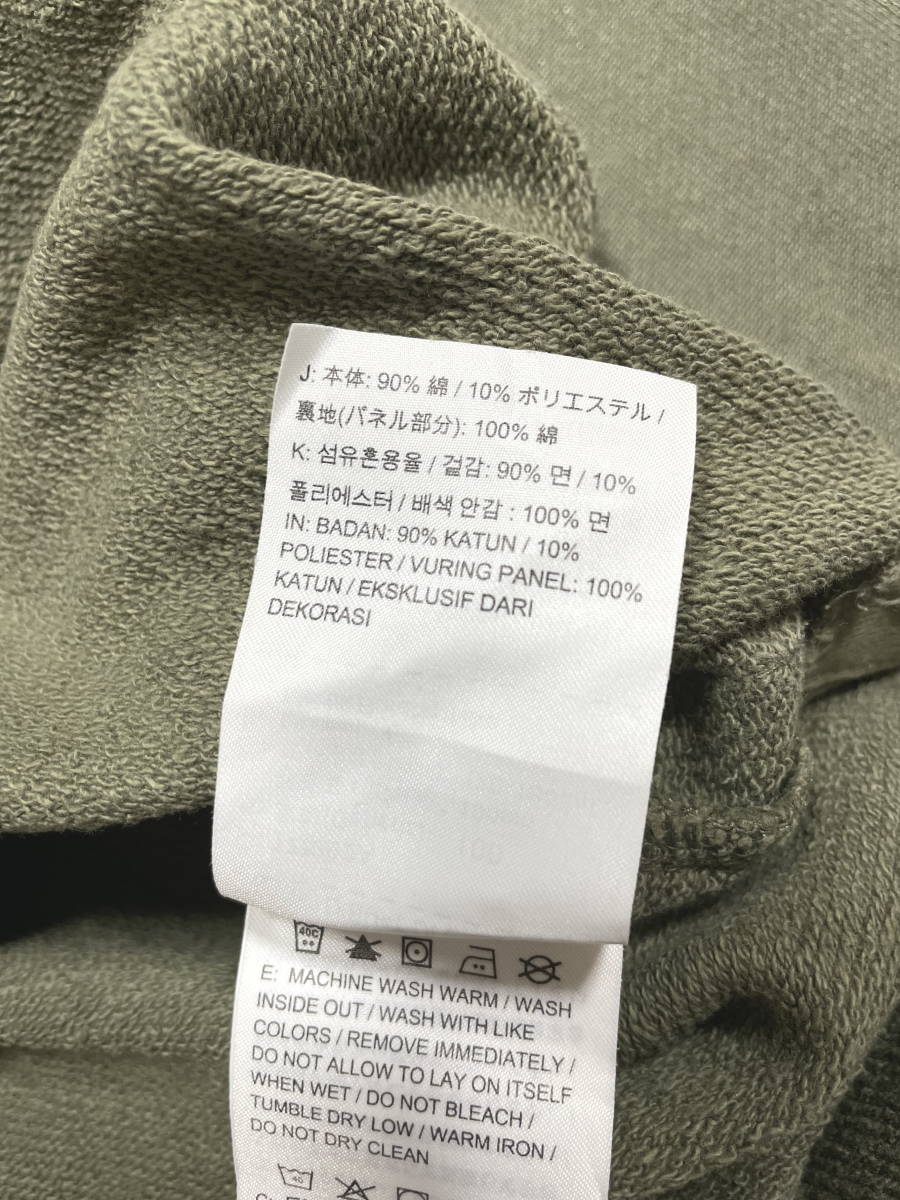 J: 本体: 90% 綿 / 10% ポリエステル /
裏地(パネル部分): 100% 綿
K: 섬유혼용율 / 겉감: 90% 면 / 10%
폴리에스터 / 배색 안감 : 100% 면
IN: BADAN: 90% KATUN / 10%
POLIESTER / VURING PANEL: 100%
KATUN / EKSKLUSIF DARI
DEKORASI
40C
E: MACHINE WASH WARM / WASH
INSIDE OUT / WASH WITH LIKE
COLORS / REMOVE IMMEDIATELY /
DO NOT ALLOW TO LAY ON ITSELF
WHEN WET / DO NOT BLEACH /
TUMBLE DRY LOW / WARM IRON /
DO NOT DRY CLEAN
40